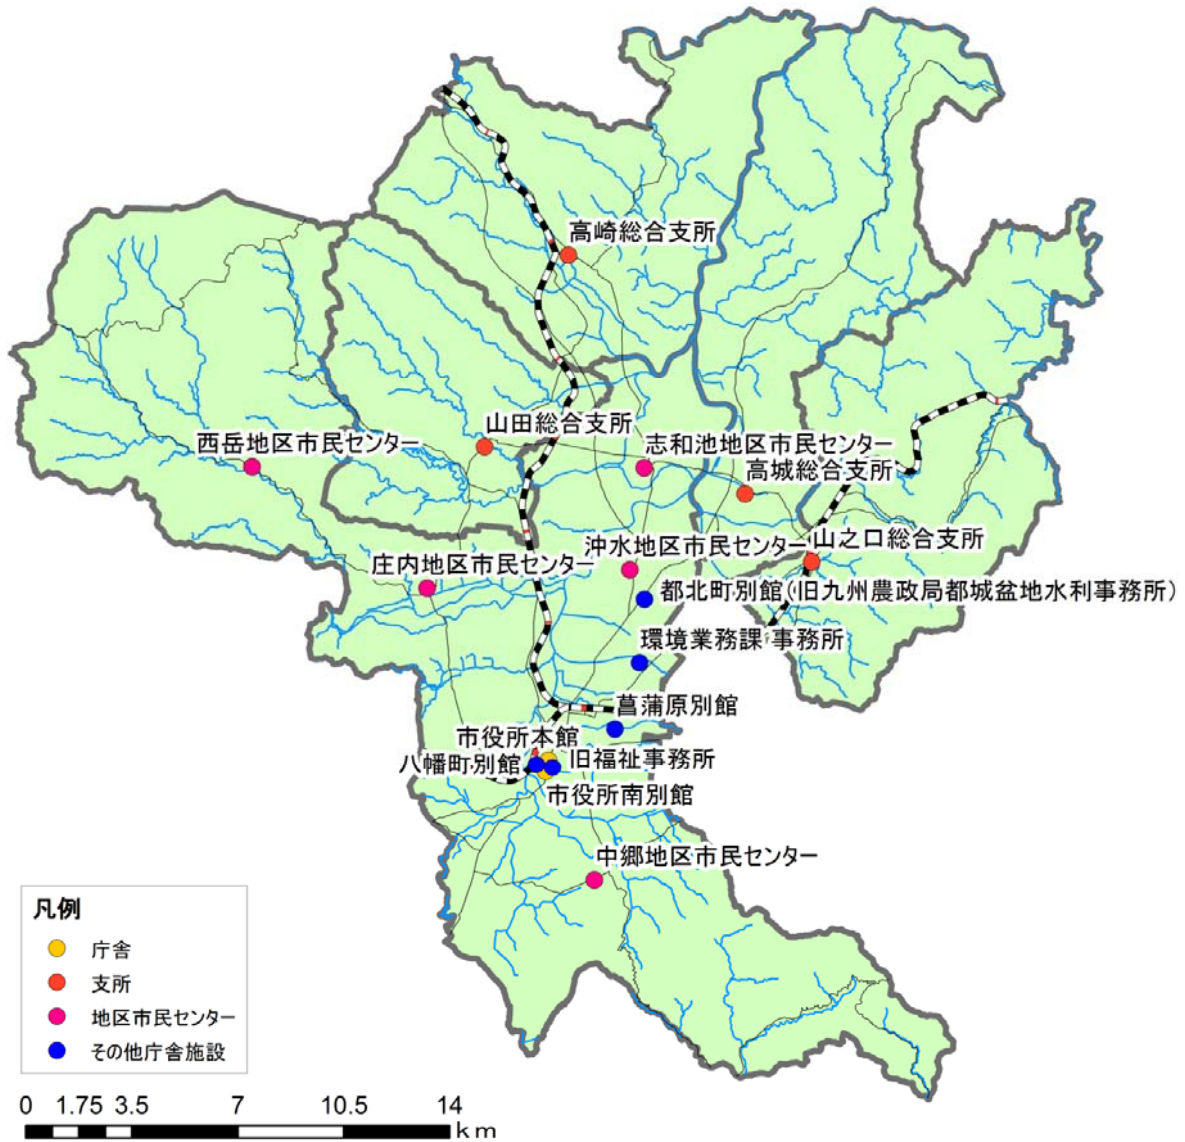 高崎総合支所
山田総合支所
西岳地区市民センター
志和池地区市民センター
高城総合支所
山之口総合支所
沖水地区市民センター
庄内地区市民センター
都北町別館(旧九州農政局都城盆地水利事務所)
環境業務課 事務所
菖蒲原別館
市役所本館
八幡町別館
旧福祉事務所
市役所南別館
中郷地区市民センター
凡例
庁舎
支所
地区市民センター
その他庁舎施設
0 1.75 3.5 7 10.5 14
km